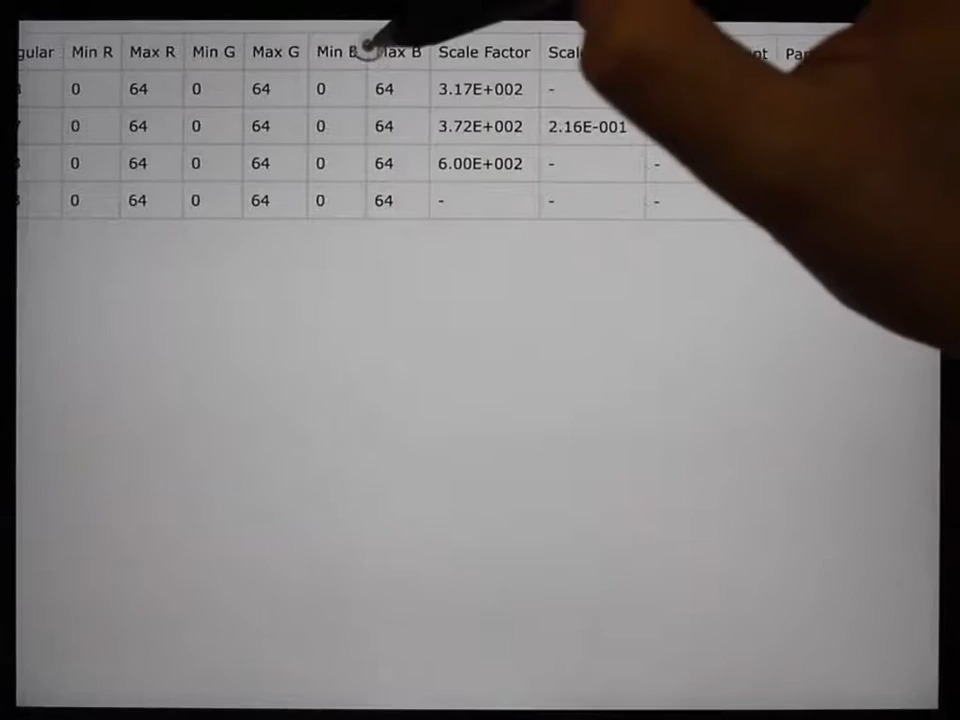 gular Min R Max R Min G Max G Min B Max B Scale Factor
0 64 0 64 0 64 3.17E+002 -
0 64 0 64 0 64 3.72E+002 2.16E-001
0 64 0 64 0 64 6.00E+002 - -
0 64 0 64 0 64 - - -